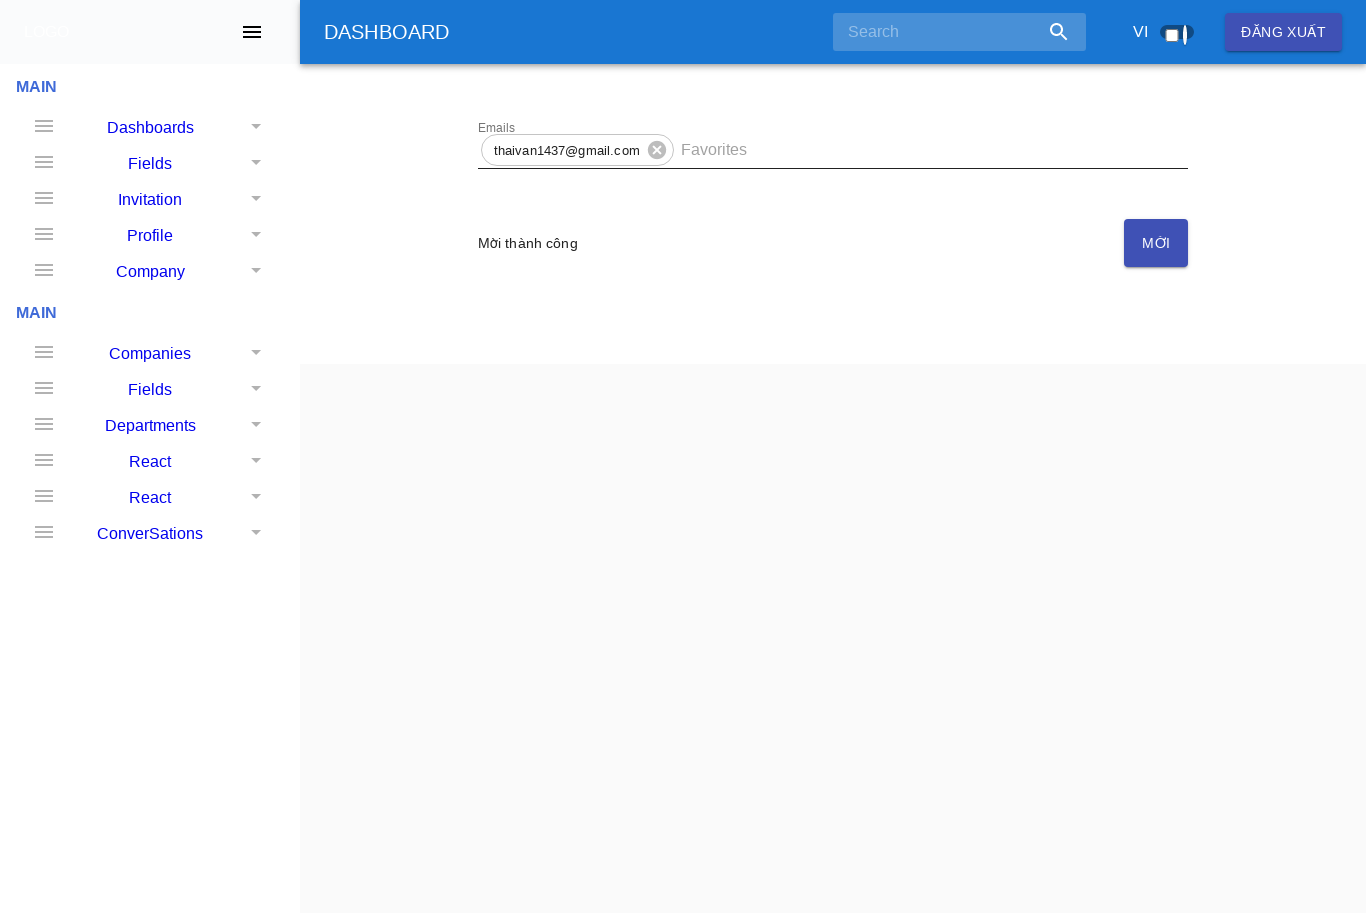 DASHBOARD
Search
VI
ĐĂNG XUẤT
MAIN
Dashboards
Fields
Invitation
Profile
Company
MAIN
Companies
Fields
Departments
React
React
ConverSations
Emails
thaivan1437@gmail.com
Favorites
Mời thành công
MỜI